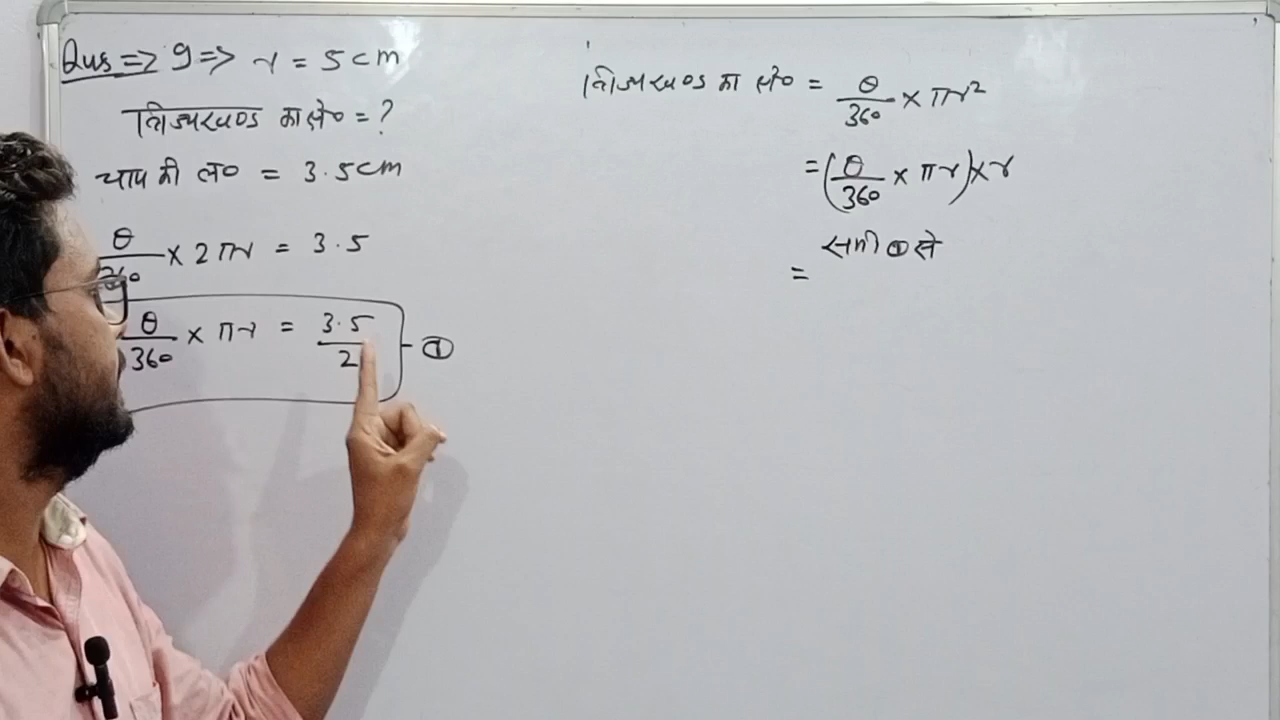 Qus => 9 => r = 5cm
त्रिज्यखण्ड का क्षे० = ?
चाप की ल० = 3.5cm
θ/360 × 2πr = 3.5
θ/360 × πr = 3.5/2 - ①
त्रिज्यखण्ड का क्षे० = θ/360 × πr²
= (θ/360 × πr) × r
समी ① से
=